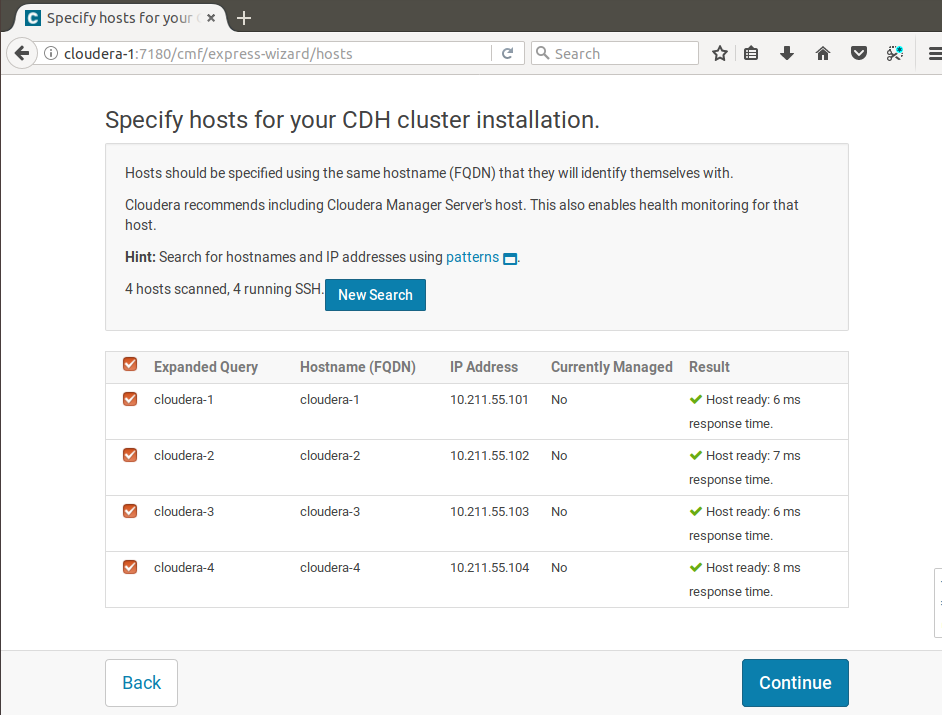 Specify hosts for your C
cloudera-1:7180/cmf/express-wizard/hosts
Search
Specify hosts for your CDH cluster installation.
Hosts should be specified using the same hostname (FQDN) that they will identify themselves with.
Cloudera recommends including Cloudera Manager Server's host. This also enables health monitoring for that
host.
Hint: Search for hostnames and IP addresses using patterns.
4 hosts scanned, 4 running SSH. New Search
Expanded Query Hostname (FQDN) IP Address Currently Managed Result
cloudera-1 cloudera-1 10.211.55.101 No Host ready: 6 ms
response time.
cloudera-2 cloudera-2 10.211.55.102 No Host ready: 7 ms
response time.
cloudera-3 cloudera-3 10.211.55.103 No Host ready: 6 ms
response time.
cloudera-4 cloudera-4 10.211.55.104 No Host ready: 8 ms
response time.
Back Continue